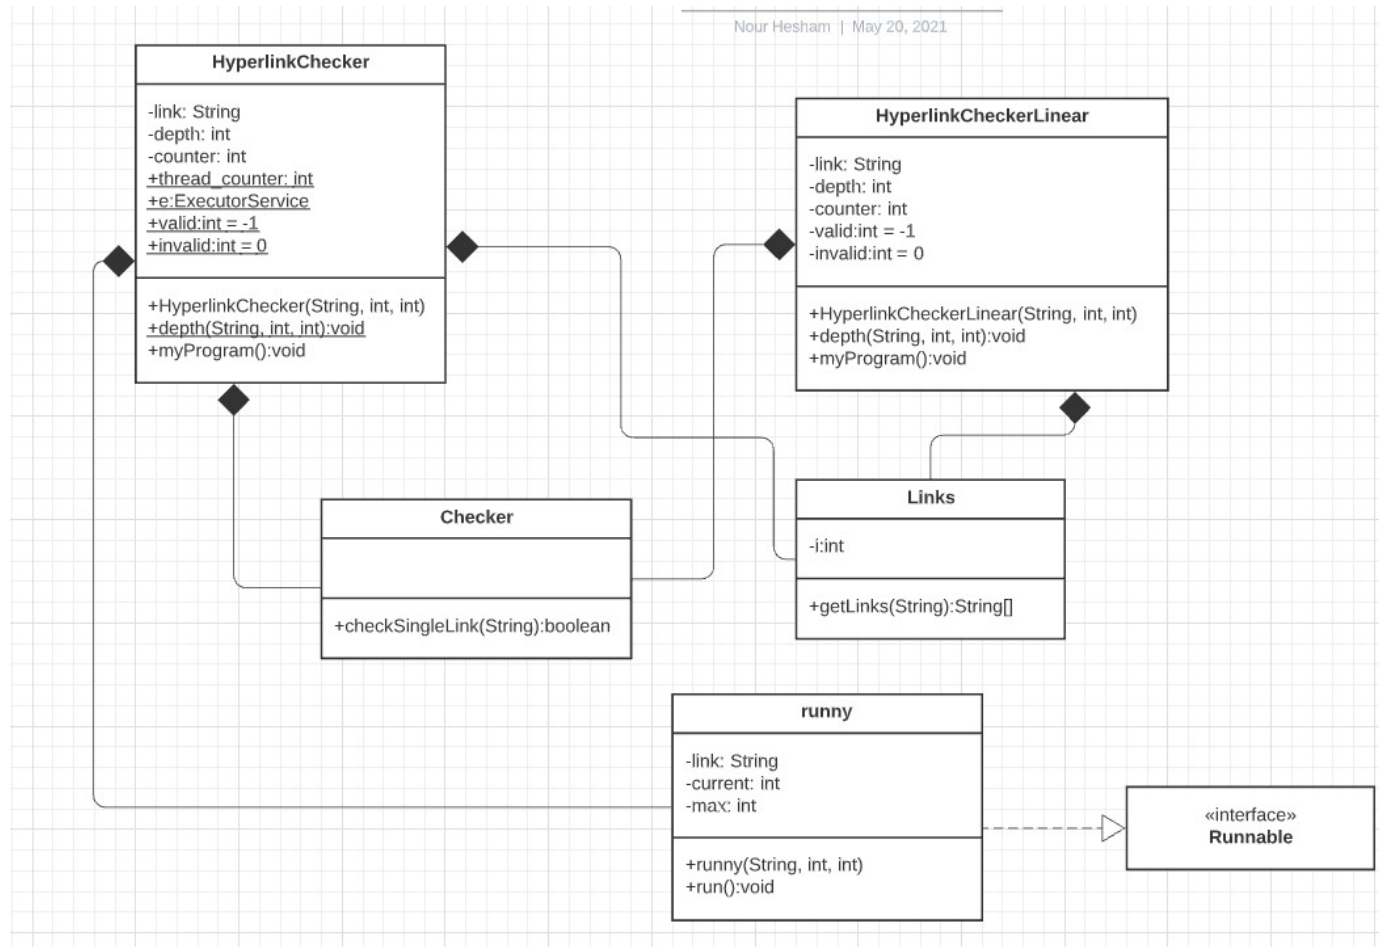 Nour Hesham | May 20, 2021
HyperlinkChecker
-link: String
-depth: int
-counter: int
+thread_counter: int
+e:ExecutorService
+valid:int = -1
+invalid:int = 0
+HyperlinkChecker(String, int, int)
+depth(String, int, int):void
+myProgram():void
HyperlinkCheckerLinear
-link: String
-depth: int
-counter: int
-valid:int = -1
-invalid:int = 0
+HyperlinkCheckerLinear(String, int, int)
+depth(String, int, int):void
+myProgram():void
Checker
+checkSingleLink(String):boolean
Links
-i:int
+getLinks(String):String[]
runny
-link: String
-current: int
-max: int
+runny(String, int, int)
+run():void
«interface»
Runnable